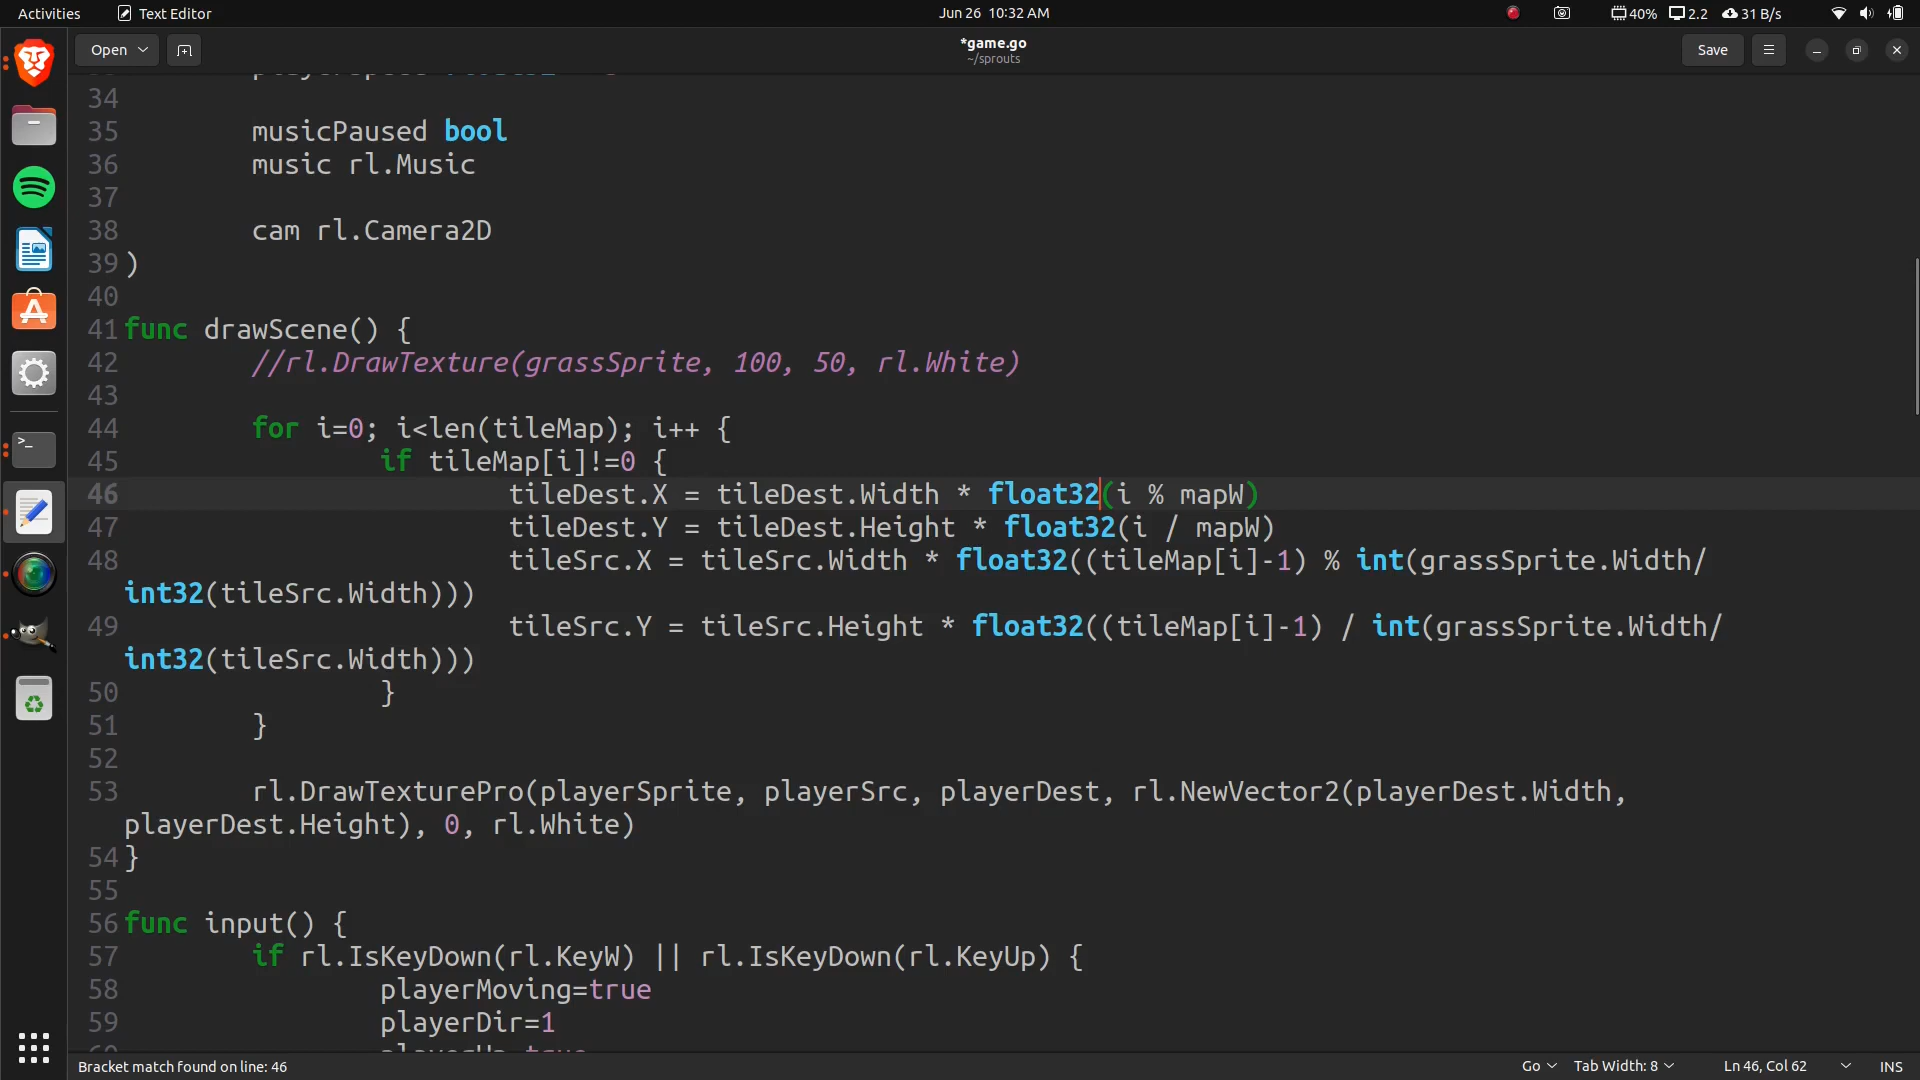 Activities Text Editor Jun 26 10:32 AM 40% 2.2 31 B/s
Open *game.go Save
~/sprouts
34
35 musicPaused bool
36 music rl.Music
37
38 cam rl.Camera2D
39 )
40
41 func drawScene() {
42 //rl.DrawTexture(grassSprite, 100, 50, rl.White)
43
44 for i=0; i<len(tileMap); i++ {
45 if tileMap[i]!=0 {
46 tileDest.X = tileDest.Width * float32(i % mapW)
47 tileDest.Y = tileDest.Height * float32(i / mapW)
48 tileSrc.X = tileSrc.Width * float32((tileMap[i]-1) % int(grassSprite.Width/
int32(tileSrc.Width)))
49 tileSrc.Y = tileSrc.Height * float32((tileMap[i]-1) / int(grassSprite.Width/
int32(tileSrc.Width)))
50 }
51 }
52
53 rl.DrawTexturePro(playerSprite, playerSrc, playerDest, rl.NewVector2(playerDest.Width,
playerDest.Height), 0, rl.White)
54 }
55
56 func input() {
57 if rl.IsKeyDown(rl.KeyW) || rl.IsKeyDown(rl.KeyUp) {
58 playerMoving=true
59 playerDir=1
Bracket match found on line: 46 Go Tab Width: 8 Ln 46, Col 62 INS